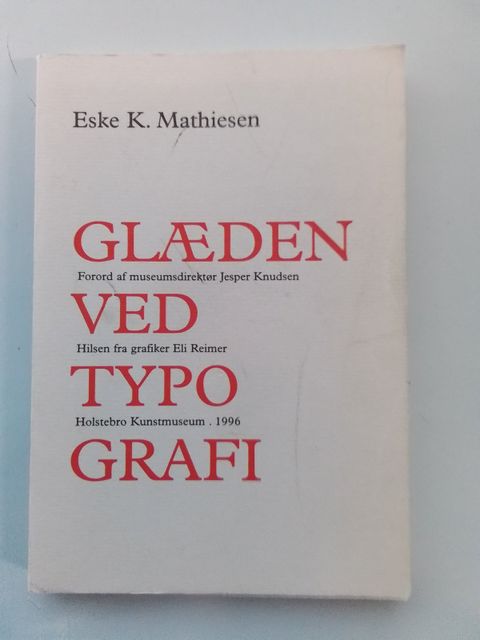 Eske K. Mathiesen
GLÆDEN
Forord af museumsdirektør Jesper Knudsen
VED
Hilsen fra grafiker Eli Reimer
TYPO
Holstebro Kunstmuseum . 1996
GRAFI